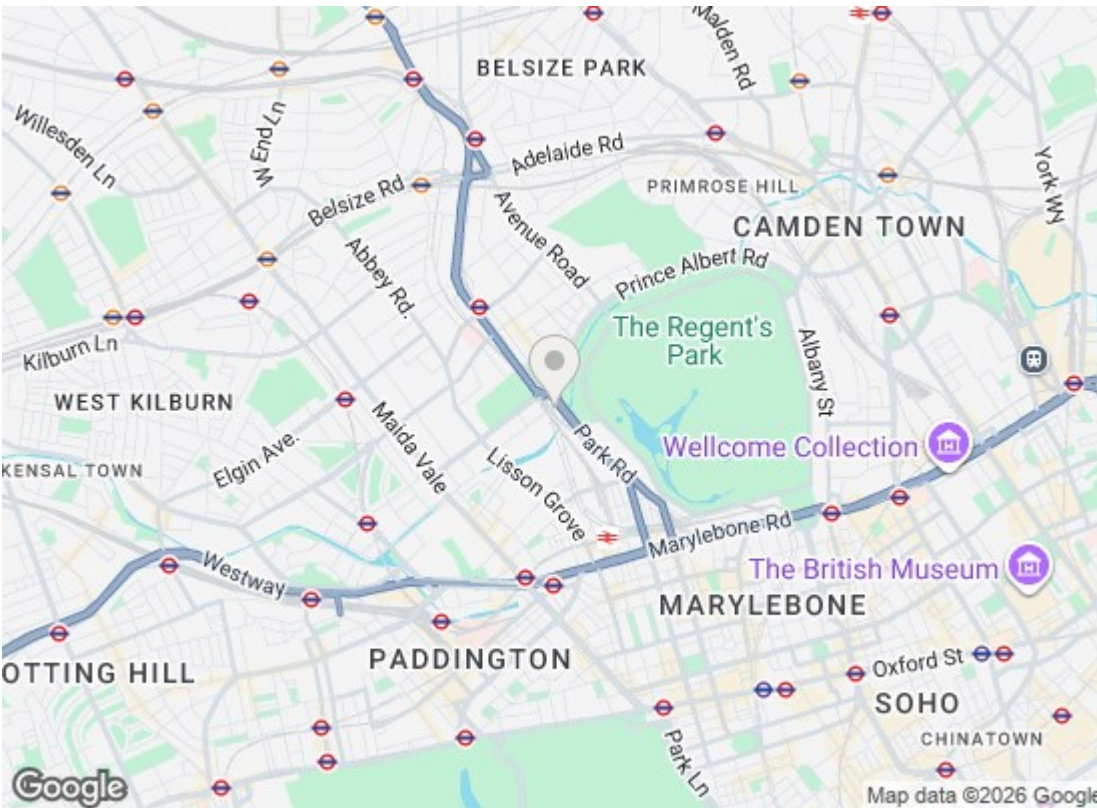 Malden Rd
BELSIZE PARK
Willesden Ln
W End Ln
Adelaide Rd
York Wy
PRIMROSE HILL
Belsize Rd
Avenue Road
CAMDEN TOWN
Abbey Rd.
Prince Albert Rd
The Regent's
Park
Albany St
Kilburn Ln
WEST KILBURN
Maida Vale
Elgin Ave.
Park Rd
Wellcome Collection
KENSAL TOWN
Lisson Grove
Marylebone Rd
Westway
The British Museum
MARYLEBONE
OTTING HILL
PADDINGTON
Oxford St
SOHO
Park Ln
CHINATOWN
Google
Map data ©2026 Google